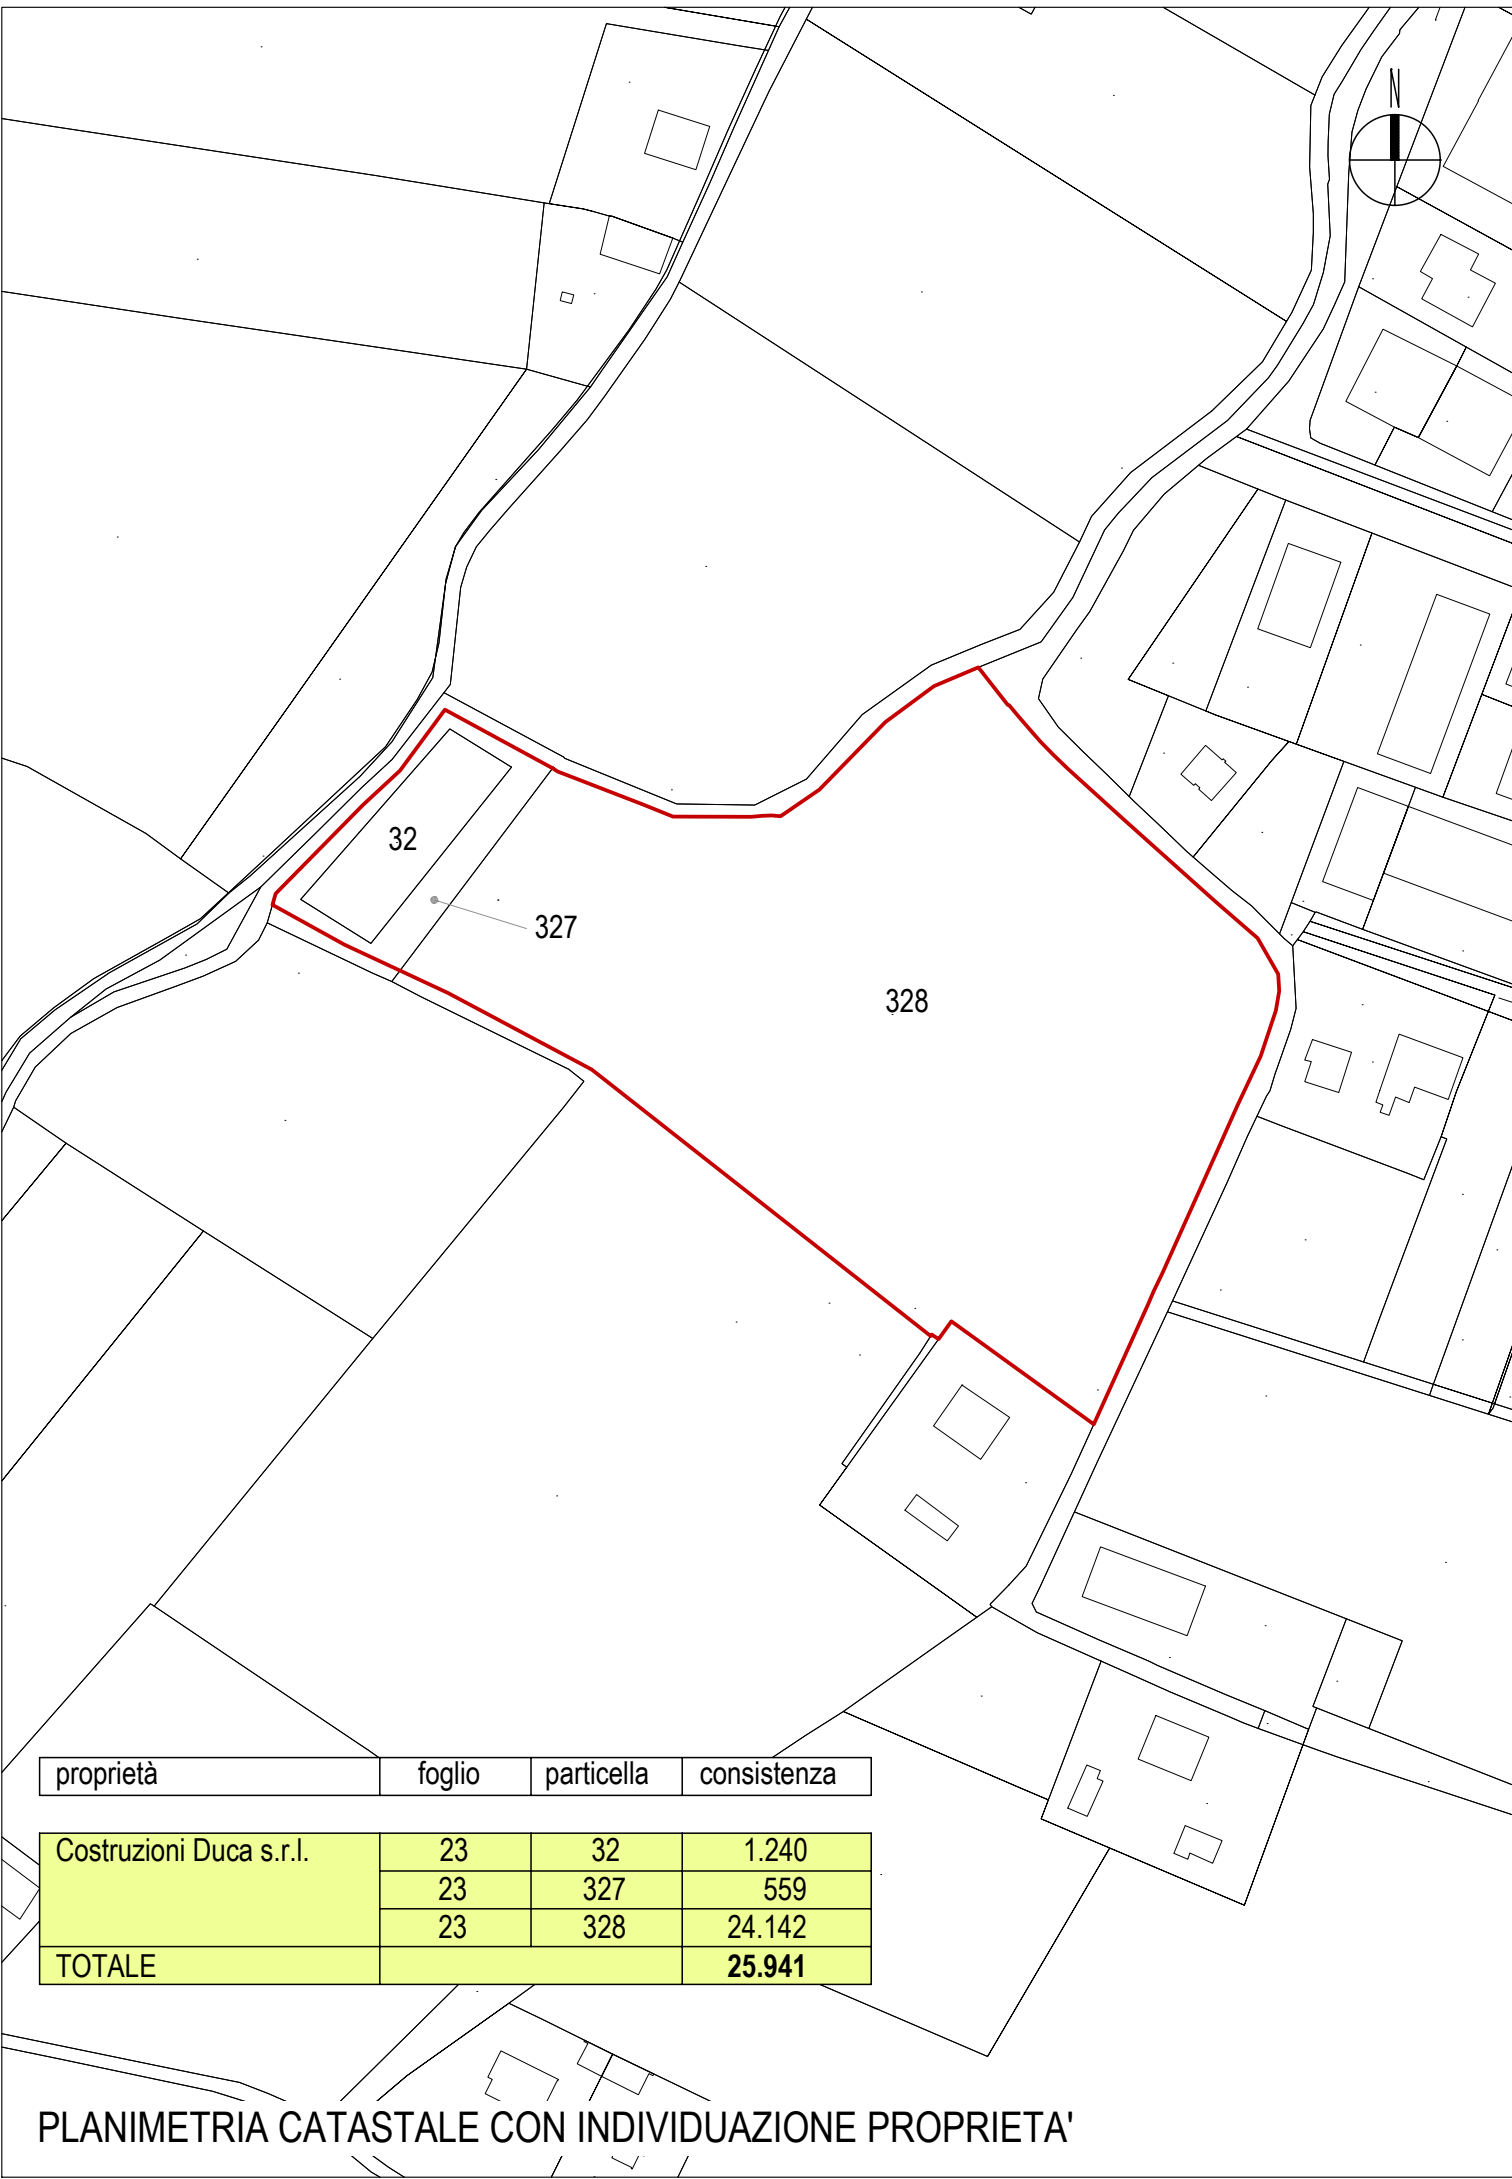 N
32
327
328
proprietà foglio particella consistenza
Costruzioni Duca s.r.l. 23 32 1.240
23 327 559
23 328 24.142
TOTALE 25.941
PLANIMETRIA CATASTALE CON INDIVIDUAZIONE PROPRIETA'